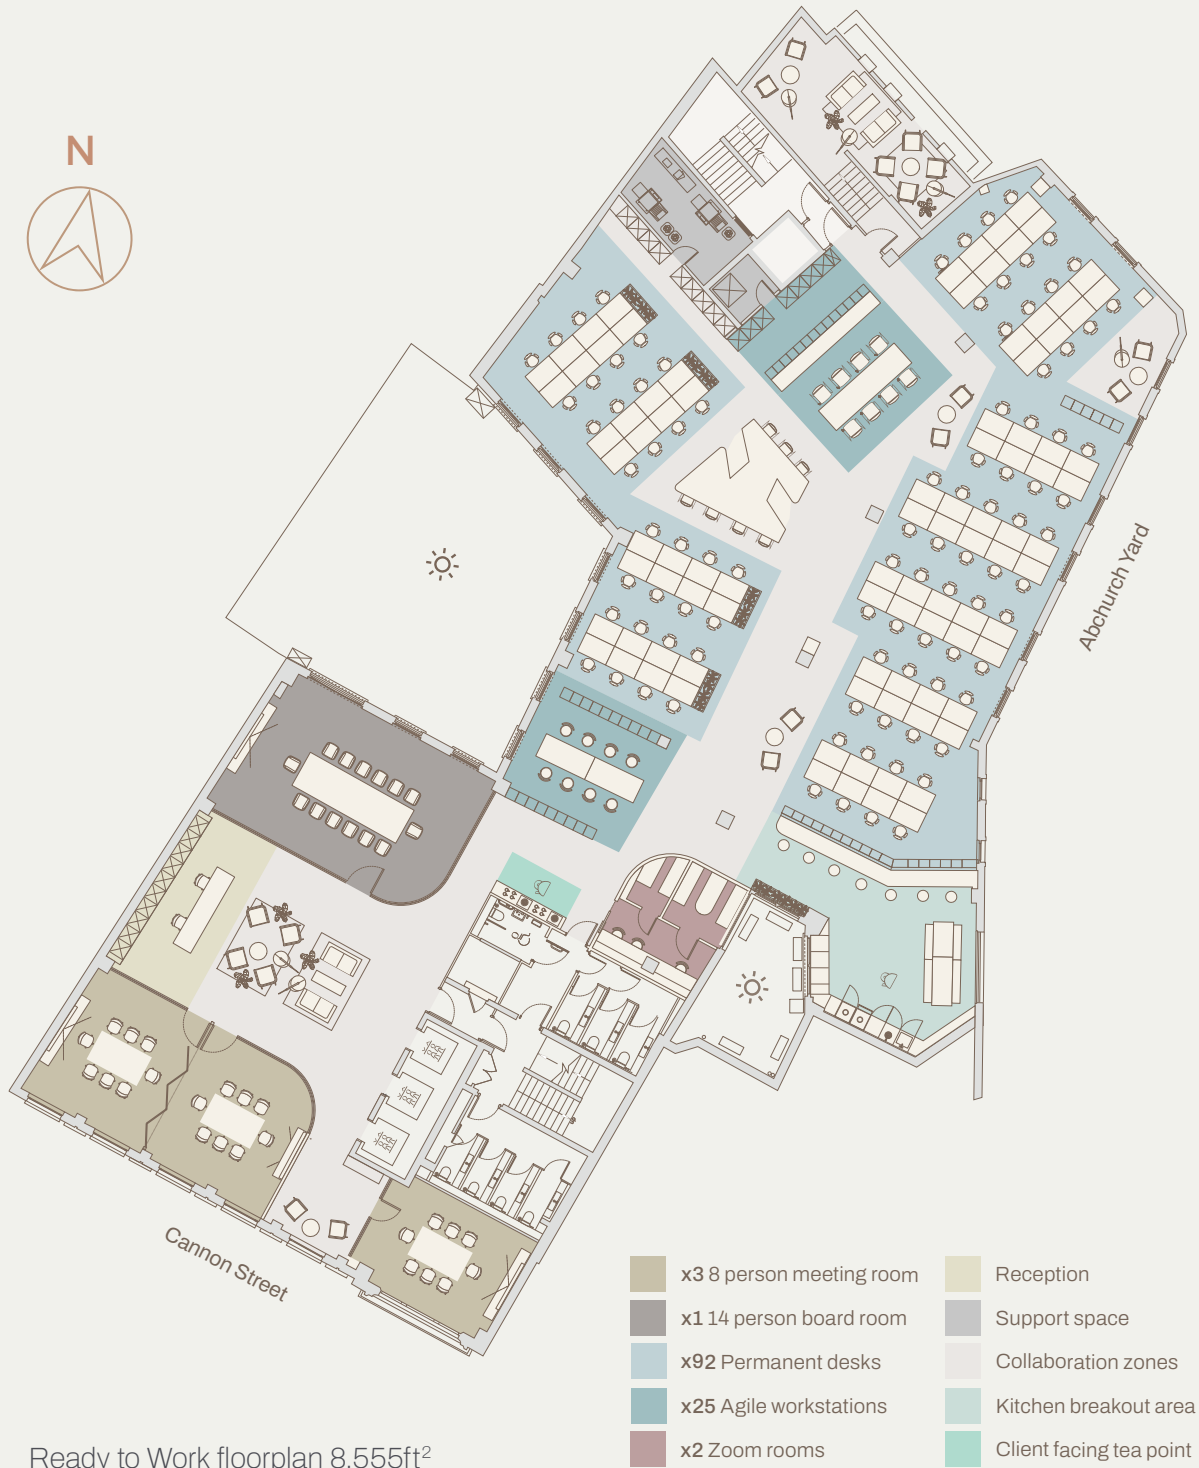 N
Abchurch Yard
Cannon Street
x3 8 person meeting room
x1 14 person board room
x92 Permanent desks
x25 Agile workstations
x2 Zoom rooms
Reception
Support space
Collaboration zones
Kitchen breakout area
Client facing tea point
Ready to Work floorplan 8,555ft²